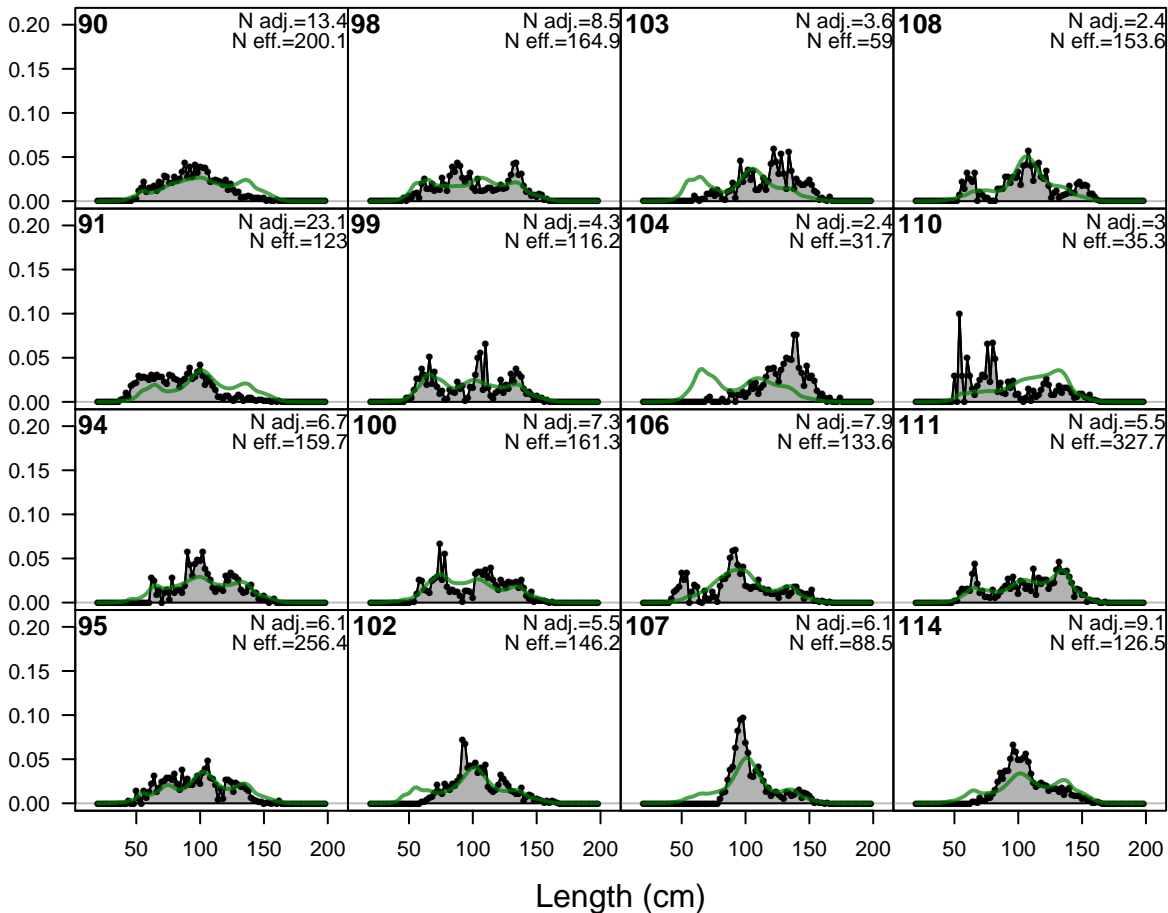 0.20
0.15
0.10
0.05
0.00
90
N adj.=13.4
N eff.=200.1
98
N adj.=8.5
N eff.=164.9
103
N adj.=3.6
N eff.=59
108
N adj.=2.4
N eff.=153.6
0.20
0.15
0.10
0.05
0.00
91
N adj.=23.1
N eff.=123
99
N adj.=4.3
N eff.=116.2
104
N adj.=2.4
N eff.=31.7
110
N adj.=3
N eff.=35.3
0.20
0.15
0.10
0.05
0.00
94
N adj.=6.7
N eff.=159.7
100
N adj.=7.3
N eff.=161.3
106
N adj.=7.9
N eff.=133.6
111
N adj.=5.5
N eff.=327.7
0.20
0.15
0.10
0.05
0.00
95
N adj.=6.1
N eff.=256.4
102
N adj.=5.5
N eff.=146.2
107
N adj.=6.1
N eff.=88.5
114
N adj.=9.1
N eff.=126.5
50 100 150 200 50 100 150 200 50 100 150 200 50 100 150 200
Length (cm)